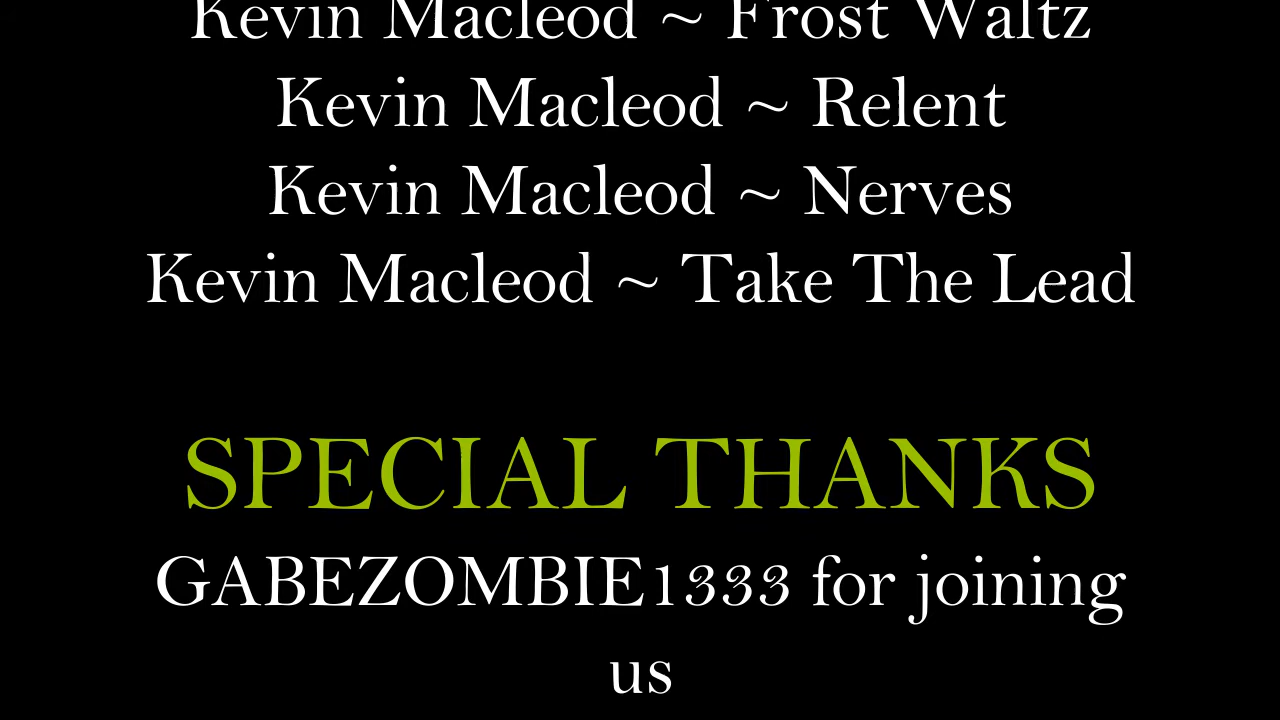 Kevin Macleod ~ Frost Waltz
Kevin Macleod ~ Relent
Kevin Macleod ~ Nerves
Kevin Macleod ~ Take The Lead
SPECIAL THANKS
GABEZOMBIE1333 for joining
us